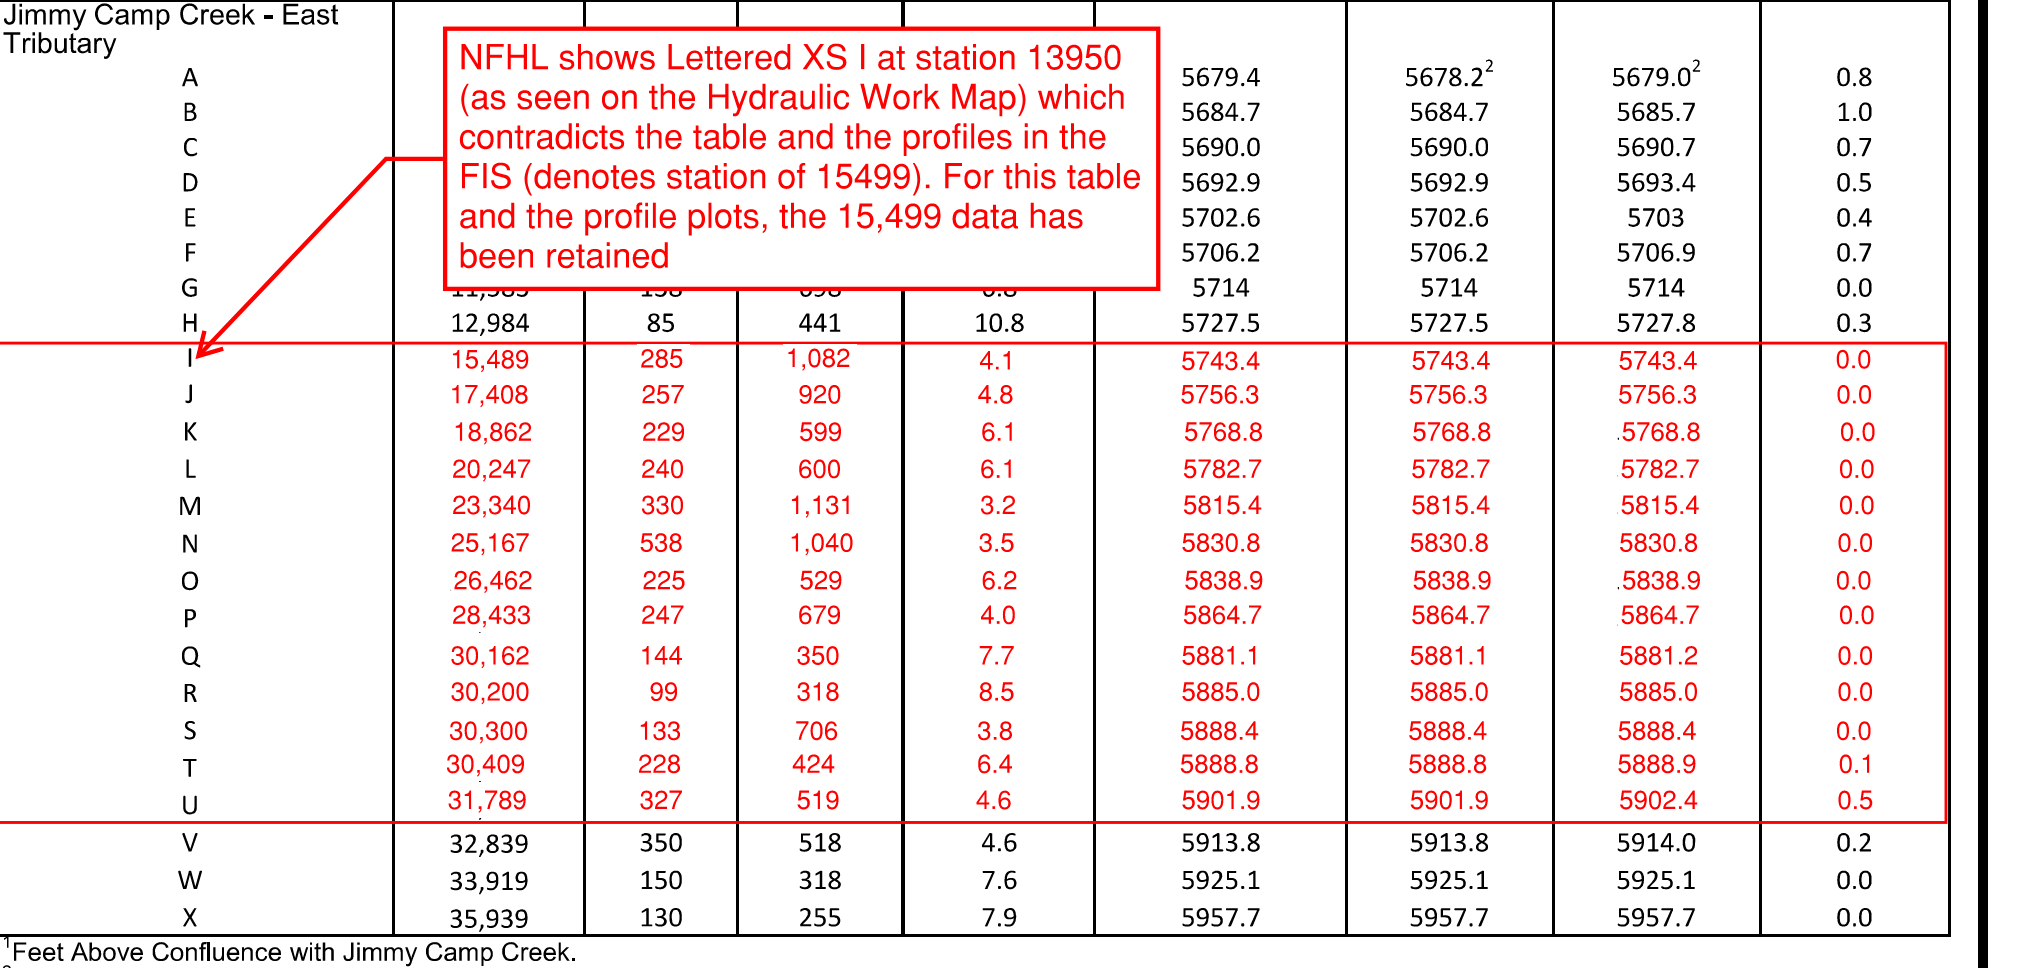 Jimmy Camp Creek - East
Tributary
NFHL shows Lettered XS I at station 13950
(as seen on the Hydraulic Work Map) which
contradicts the table and the profiles in the
FIS (denotes station of 15499). For this table
and the profile plots, the 15,499 data has
been retained
A 5679.4 5678.2² 5679.0² 0.8
B 5684.7 5684.7 5685.7 1.0
C 5690.0 5690.0 5690.7 0.7
D 5692.9 5692.9 5693.4 0.5
E 5702.6 5702.6 5703 0.4
F 5706.2 5706.2 5706.9 0.7
G 5714 5714 5714 0.0
H 12,984 85 441 10.8 5727.5 5727.5 5727.8 0.3
I 15,489 285 1,082 4.1 5743.4 5743.4 5743.4 0.0
J 17,408 257 920 4.8 5756.3 5756.3 5756.3 0.0
K 18,862 229 599 6.1 5768.8 5768.8 5768.8 0.0
L 20,247 240 600 6.1 5782.7 5782.7 5782.7 0.0
M 23,340 330 1,131 3.2 5815.4 5815.4 5815.4 0.0
N 25,167 538 1,040 3.5 5830.8 5830.8 5830.8 0.0
O 26,462 225 529 6.2 5838.9 5838.9 5838.9 0.0
P 28,433 247 679 4.0 5864.7 5864.7 5864.7 0.0
Q 30,162 144 350 7.7 5881.1 5881.1 5881.2 0.0
R 30,200 99 318 8.5 5885.0 5885.0 5885.0 0.0
S 30,300 133 706 3.8 5888.4 5888.4 5888.4 0.0
T 30,409 228 424 6.4 5888.8 5888.8 5888.9 0.1
U 31,789 327 519 4.6 5901.9 5901.9 5902.4 0.5
V 32,839 350 518 4.6 5913.8 5913.8 5914.0 0.2
W 33,919 150 318 7.6 5925.1 5925.1 5925.1 0.0
X 35,939 130 255 7.9 5957.7 5957.7 5957.7 0.0
¹Feet Above Confluence with Jimmy Camp Creek.